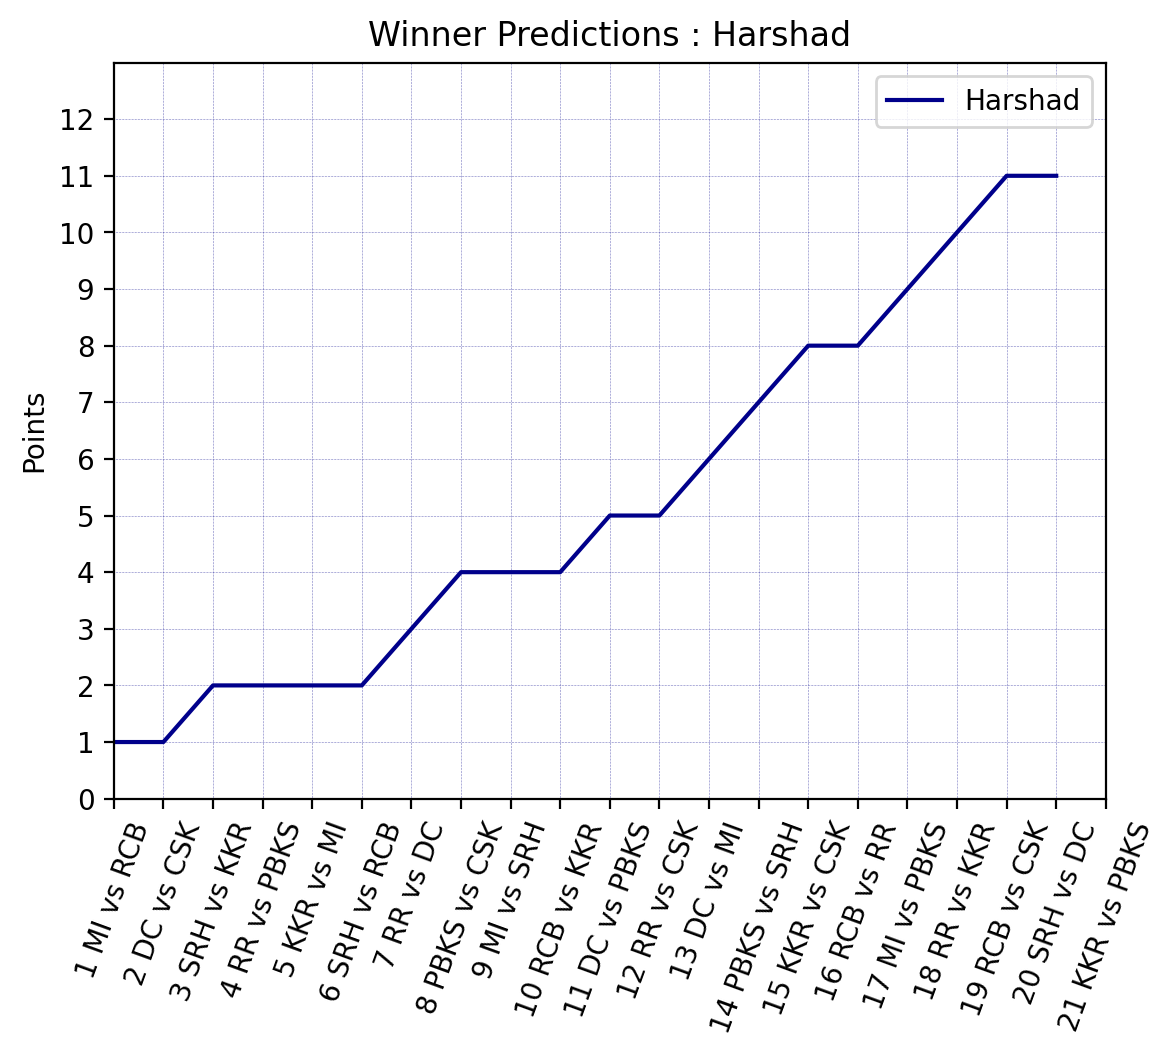 Winner Predictions : Harshad
Harshad
Points
12
11
10
9
8
7
6
5
4
3
2
1
0
1 MI vs RCB
2 DC vs CSK
3 SRH vs KKR
4 RR vs PBKS
5 KKR vs MI
6 SRH vs RCB
7 RR vs DC
8 PBKS vs CSK
9 MI vs SRH
10 RCB vs KKR
11 DC vs PBKS
12 RR vs CSK
13 DC vs MI
14 PBKS vs SRH
15 KKR vs CSK
16 RCB vs RR
17 MI vs PBKS
18 RR vs KKR
19 RCB vs CSK
20 SRH vs DC
21 KKR vs PBKS